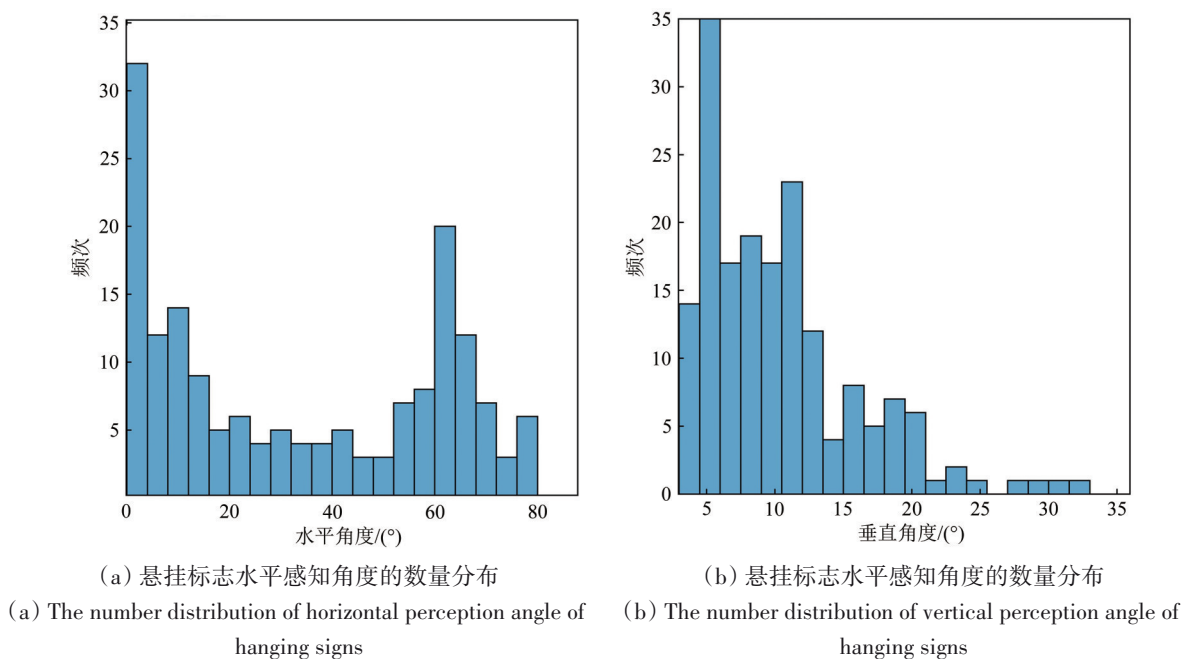 35
30
25
20
15
10
5
频次
0 20 40 60 80
水平角度/(°)
(a)悬挂标志水平感知角度的数量分布
(a) The number distribution of horizontal perception angle of
hanging signs
35
30
25
20
15
10
5
0
频次
5 10 15 20 25 30 35
垂直角度/(°)
(b)悬挂标志水平感知角度的数量分布
(b) The number distribution of vertical perception angle of
hanging signs